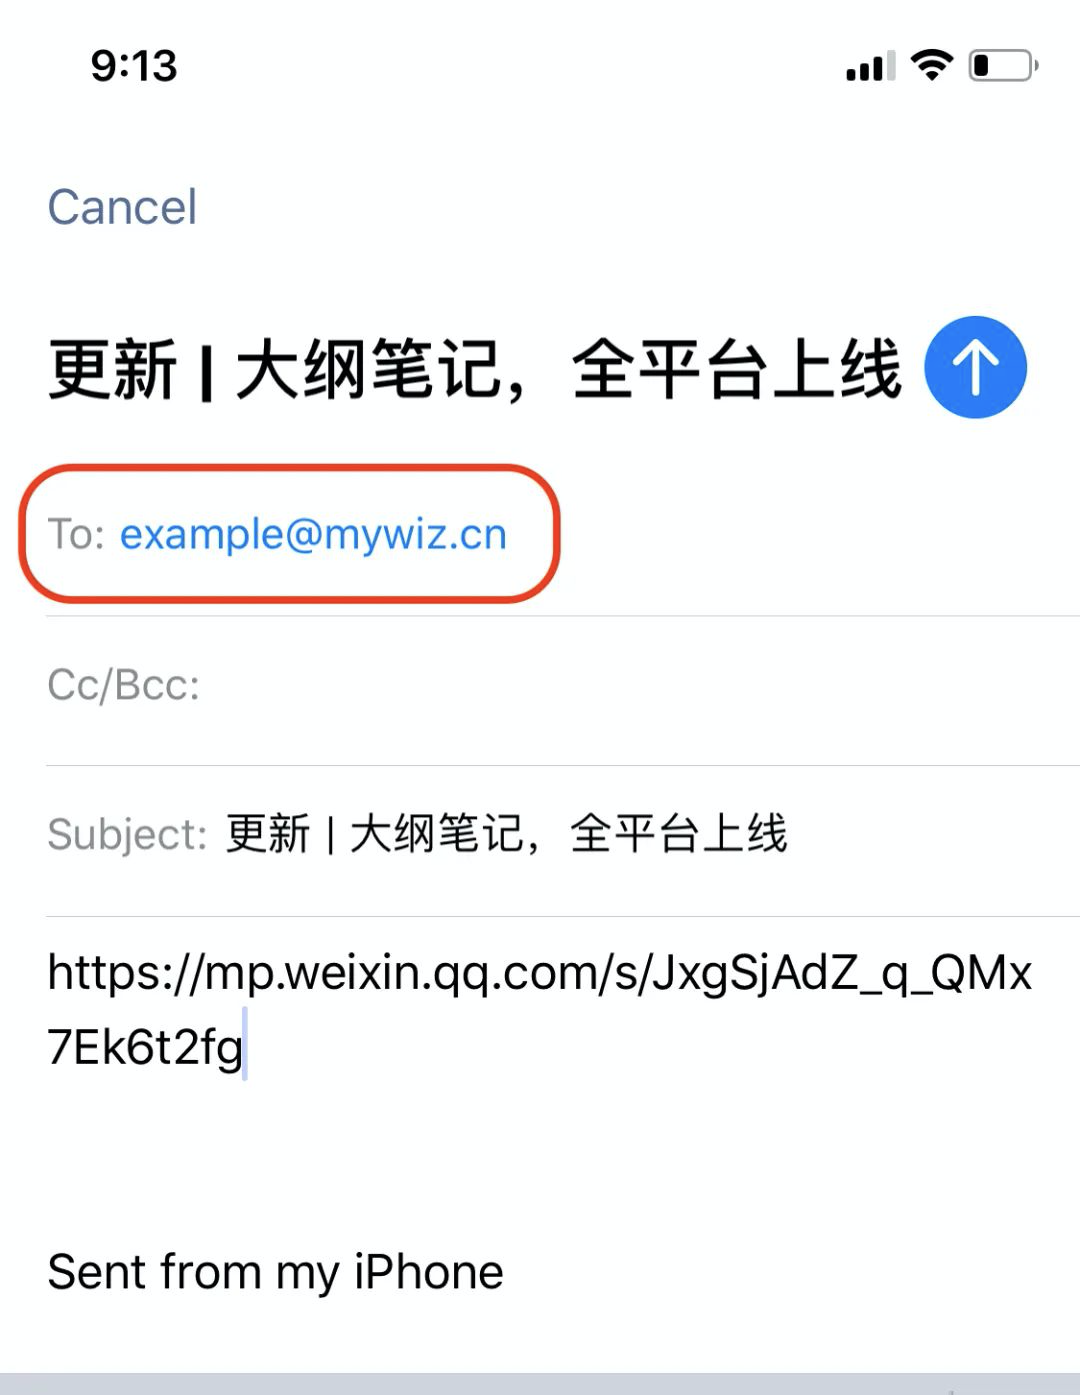 9:13
Cancel
更新 | 大纲笔记，全平台上线
To: example@mywiz.cn
Cc/Bcc:
Subject: 更新 | 大纲笔记，全平台上线
https://mp.weixin.qq.com/s/JxgSjAdZ_q_QMx
7Ek6t2fg
Sent from my iPhone